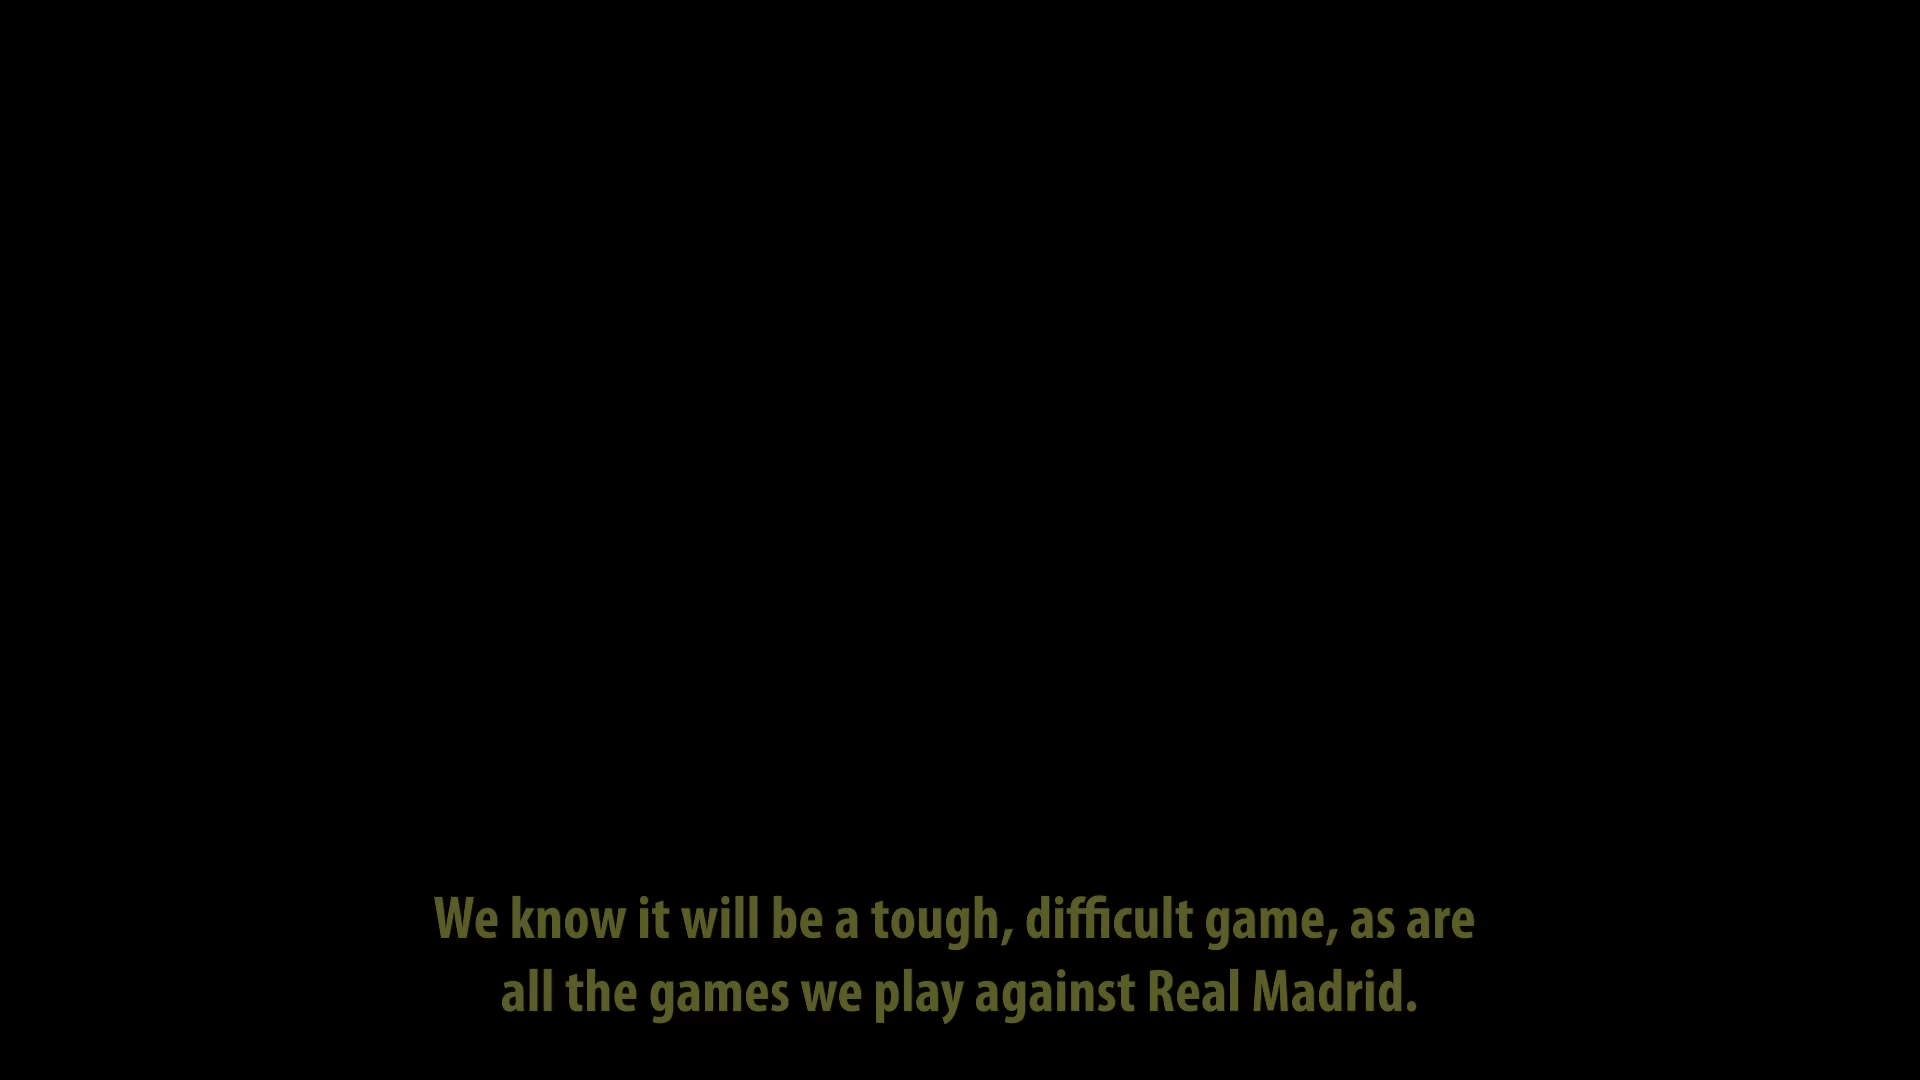 We know it will be a tough, difficult game, as are
all the games we play against Real Madrid.